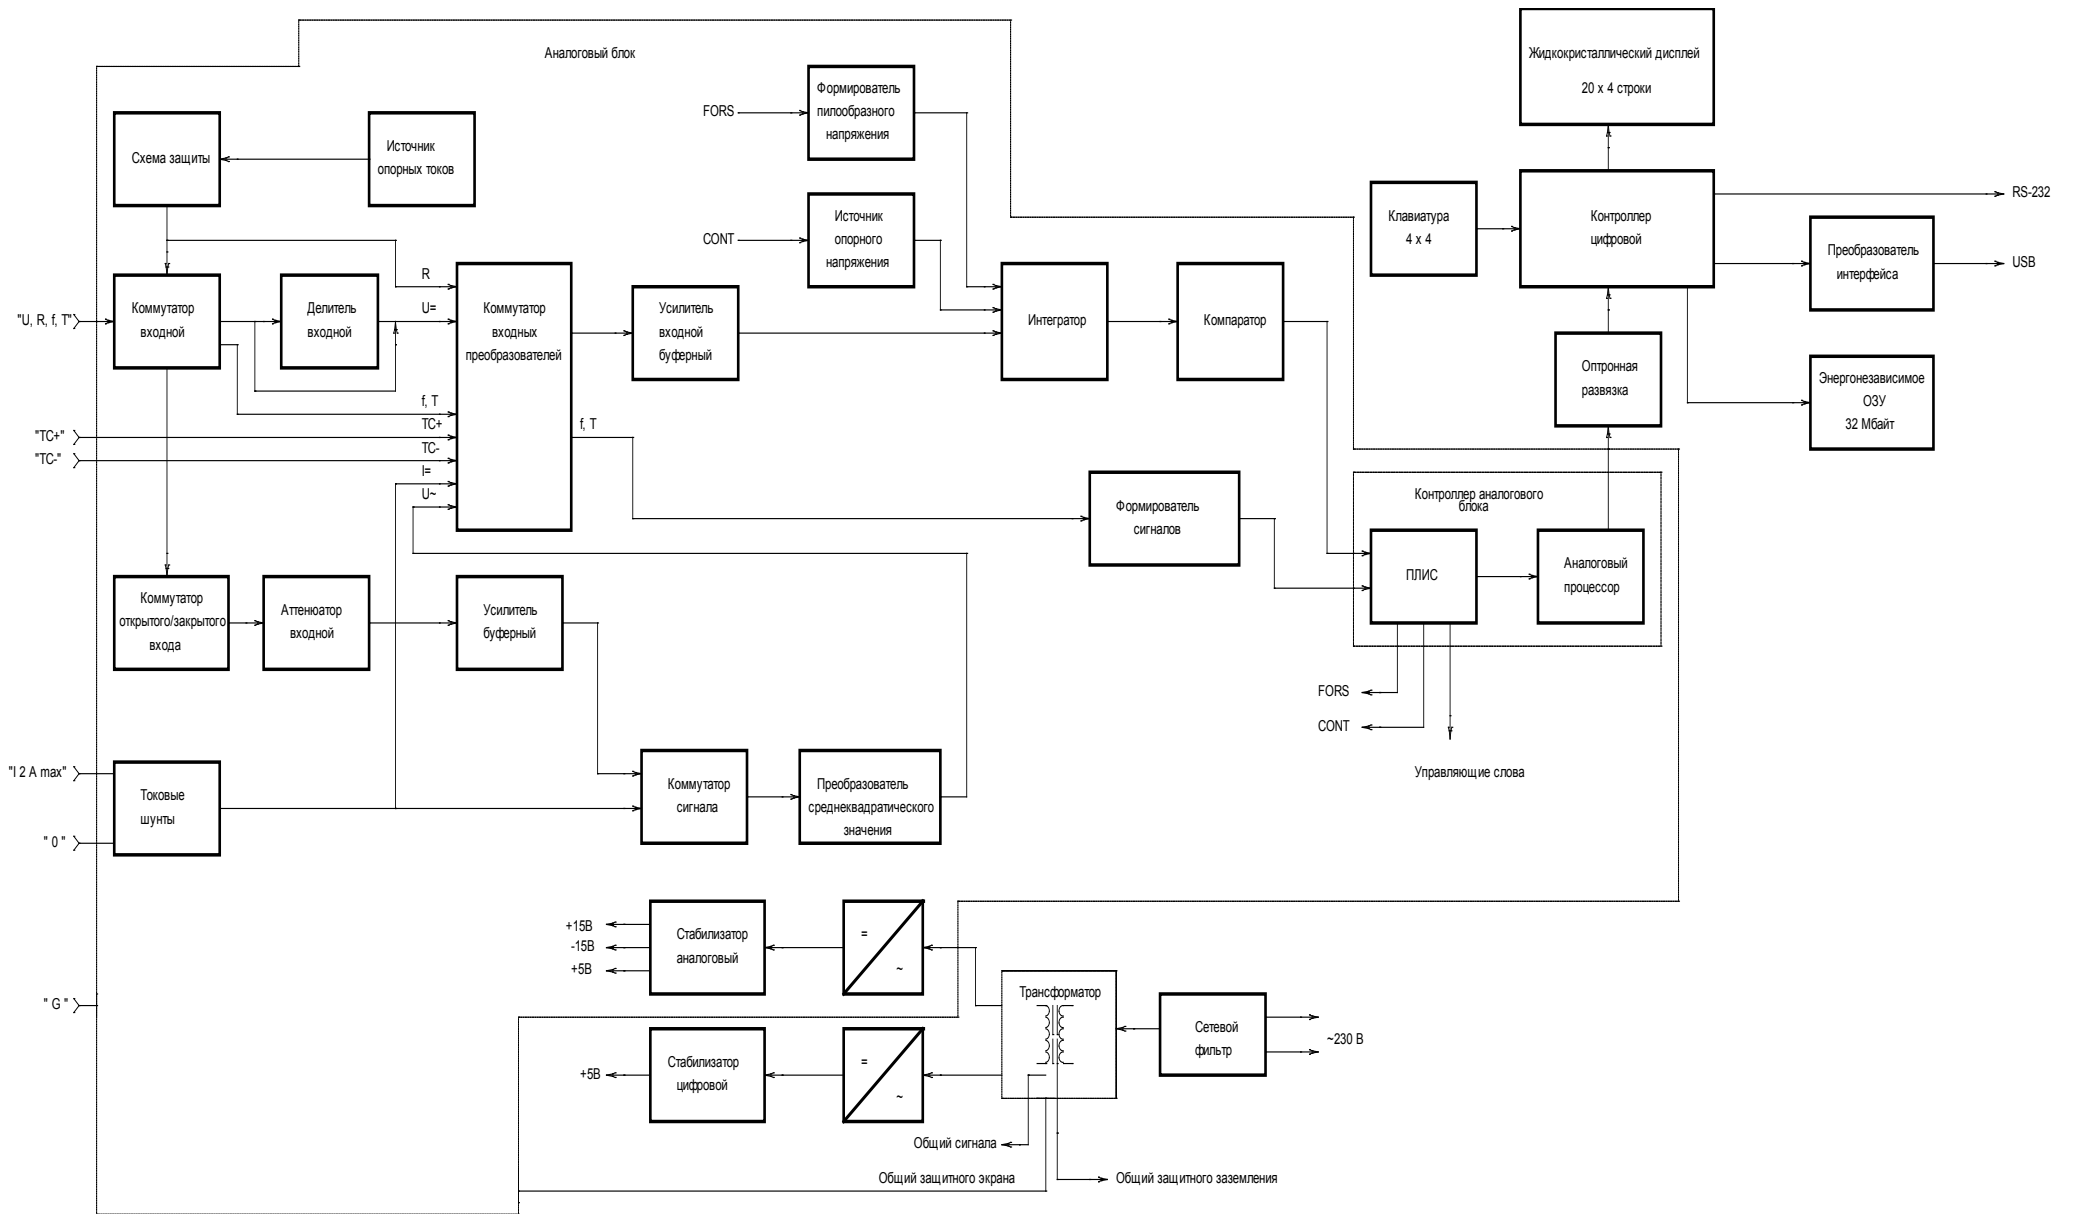 Аналоговый блок
Жидкокристаллический дисплей
20 x 4 строки
FORS
Формирователь
пилообразного
напряжения
Схема защиты
Источник
опорных токов
CONT
Источник
опорного
напряжения
Клавиатура
4 x 4
Контроллер
цифровой
RS-232
Преобразователь
интерфейса
USB
"U, R, f, T"
Коммутатор
входной
Делитель
входной
R
U=
f, T
TC+
TC-
I=
U~
Коммутатор
входных
преобразователей
Усилитель
входной
буферный
Интегратор
Компаратор
Оптронная
развязка
Энергонезависимое
ОЗУ
32 Мбайт
"TC+"
"TC-"
f, T
Формирователь
сигналов
Контроллер аналогового
блока
ПЛИС
Аналоговый
процессор
Коммутатор
открытого/закрытого
входа
Аттенюатор
входной
Усилитель
буферный
FORS
CONT
Управляющие слова
"I 2 A max"
" 0 "
Токовые
шунты
Коммутатор
сигнала
Преобразователь
среднеквадратического
значения
+15В
-15В
+5В
Стабилизатор
аналоговый
=
~
" G "
Трансформатор
Сетевой
фильтр
~230 В
+5В
Стабилизатор
цифровой
=
~
Общий сигнала
Общий защитного экрана
Общий защитного заземления